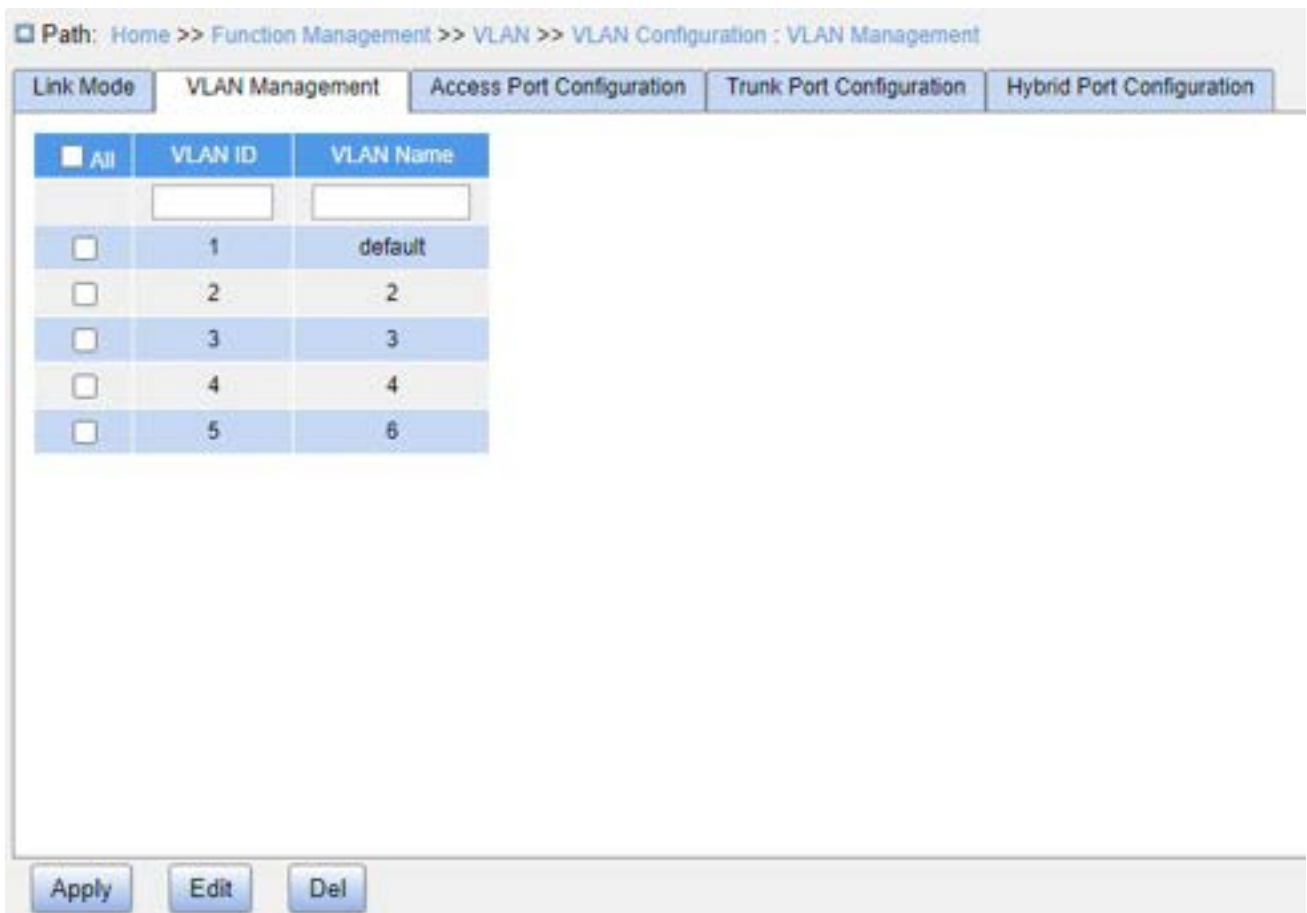 Path: Home >> Function Management >> VLAN >> VLAN Configuration : VLAN Management
Link Mode VLAN Management Access Port Configuration Trunk Port Configuration Hybrid Port Configuration
All VLAN ID VLAN Name
1 default
2 2
3 3
4 4
5 6
Apply Edit Del